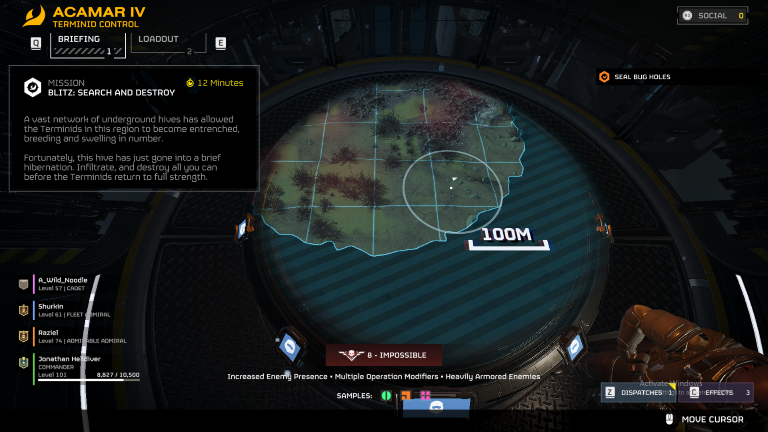 ACAMAR IV
TERMINID CONTROL
SOCIAL 0
Q
BRIEFING
1
LOADOUT
2
E
MISSION
BLITZ: SEARCH AND DESTROY
12 Minutes
A vast network of underground hives has allowed
the Terminids in this region to become entrenched,
breeding and swelling in number.
Fortunately, this hive has just gone into a brief
hibernation. Infiltrate, and destroy all you can
before the Terminids return to full strength.
SEAL BUG HOLES
100M
A_Wild_Noodle
Level 57 | CADET
Shurkin
Level 61 | FLEET ADMIRAL
Raziel
Level 74 | ADMIRABLE ADMIRAL
Jonathan Helldiver
COMMANDER
Level 101
8,827 / 10,500
8 - IMPOSSIBLE
Increased Enemy Presence • Multiple Operation Modifiers • Heavily Armored Enemies
SAMPLES:
Activate Windows
Z DISPATCHES 1
C EFFECTS 3
MOVE CURSOR